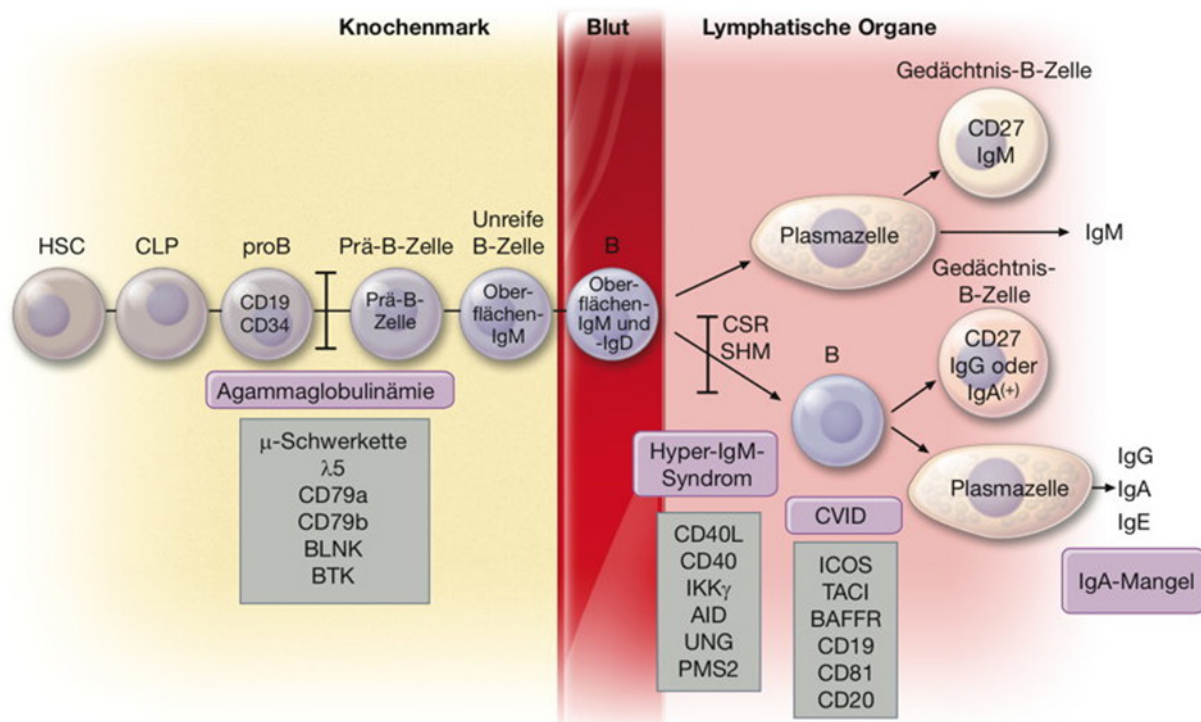 Knochenmark
Blut
Lymphatische Organe
Gedächtnis-B-Zelle
CD27
IgM
Plasmazelle
IgM
HSC
CLP
proB
Prä-B-Zelle
Unreife
B-Zelle
B
CD19
CD34
Prä-B-
Zelle
Ober-
flächen-
IgM
Ober-
flächen-
IgM und
-IgD
CSR
SHM
B
Gedächtnis-
B-Zelle
CD27
IgG oder
IgA(+)
Plasmazelle
IgG
IgA
IgE
Agammaglobulinämie
μ-Schwerkette
λ5
CD79a
CD79b
BLNK
BTK
Hyper-IgM-
Syndrom
CD40L
CD40
IKKγ
AID
UNG
PMS2
CVID
ICOS
TACI
BAFFR
CD19
CD81
CD20
IgA-Mangel